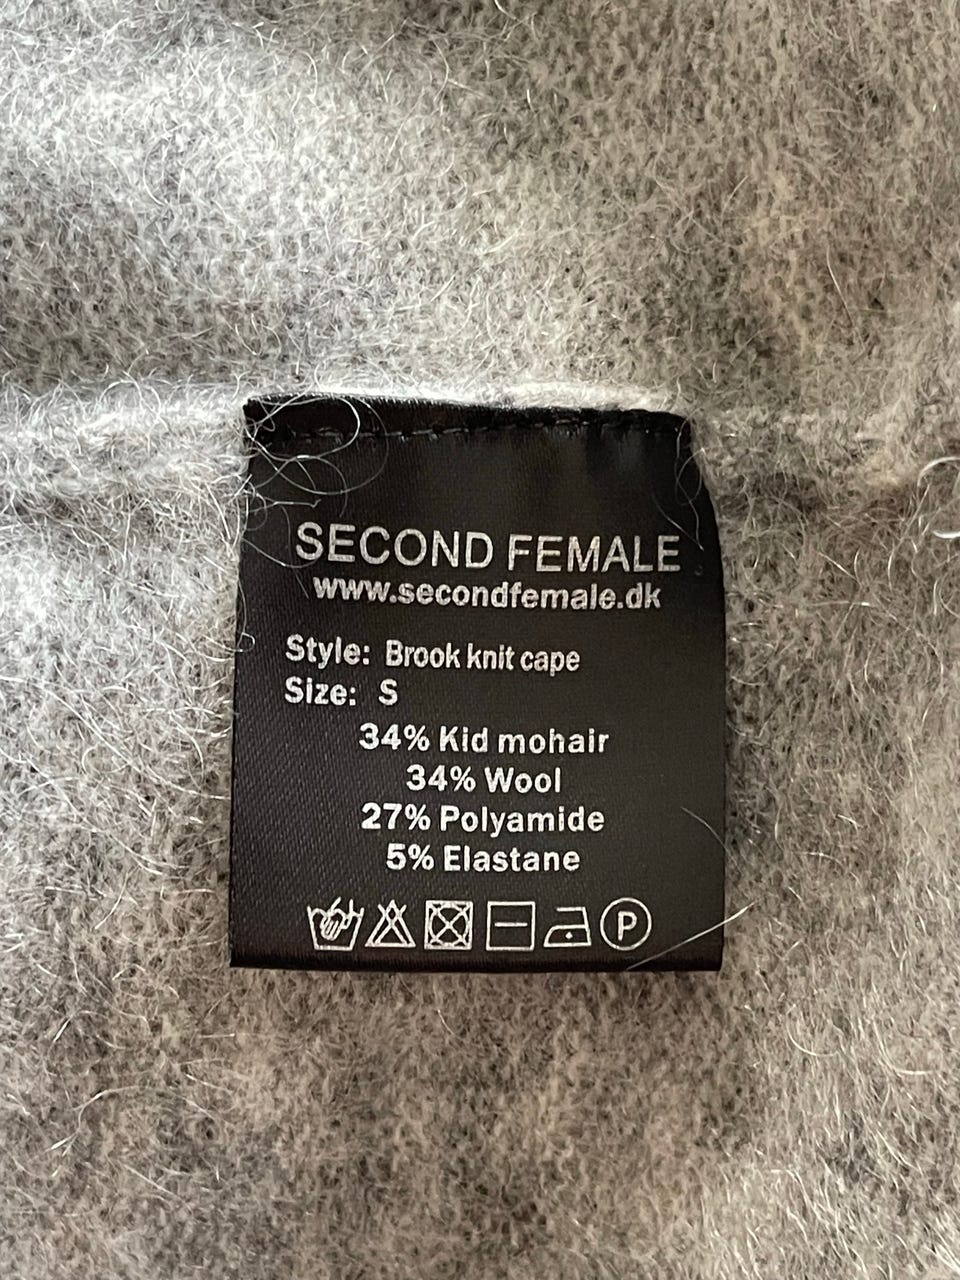 SECOND FEMALE
www.secondfemale.dk
Style: Brook knit cape
Size: S
34% Kid mohair
34% Wool
27% Polyamide
5% Elastane
P